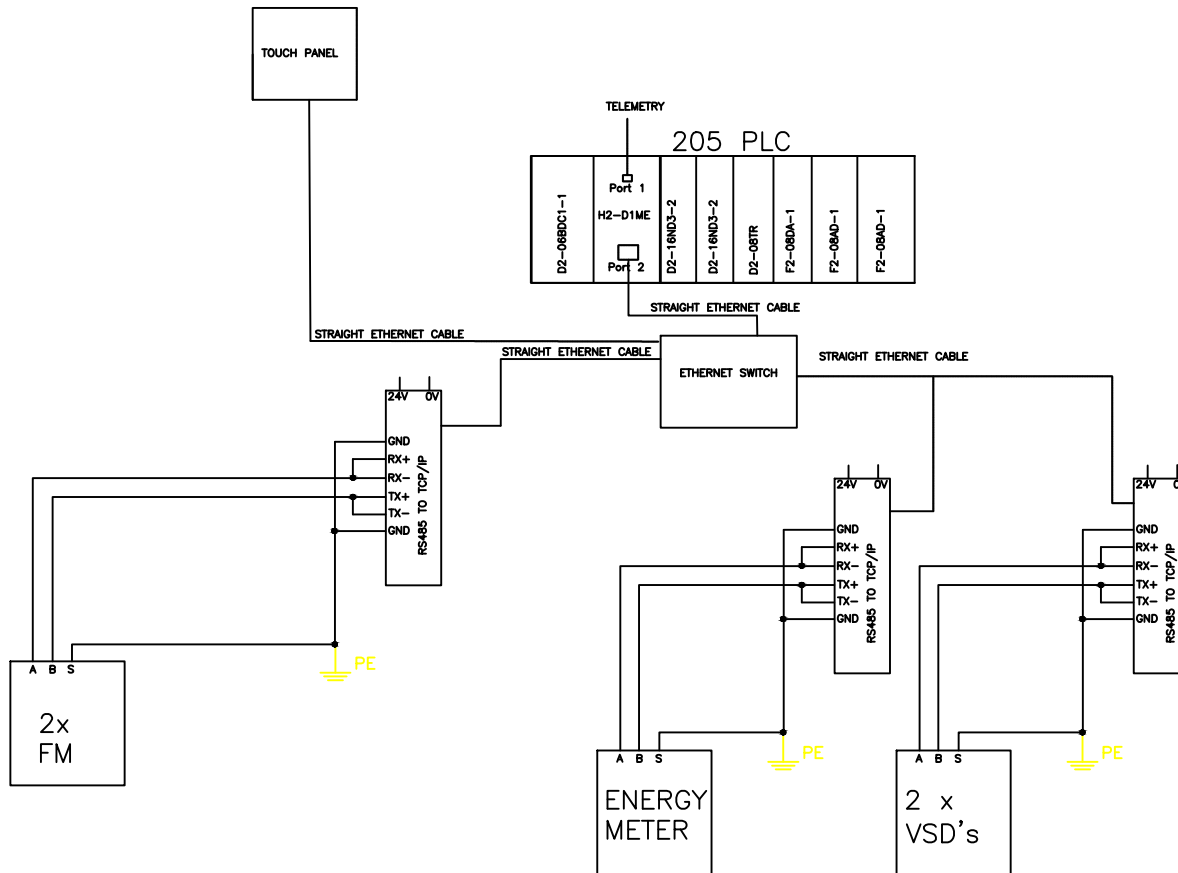 TOUCH PANEL
TELEMETRY
205 PLC
D2-06BDC1-1
Port 1
H2-D1ME
Port 2
D2-16ND3-2
D2-16ND3-2
D2-08TR
F2-08DA-1
F2-08AD-1
F2-08AD-1
STRAIGHT ETHERNET CABLE
STRAIGHT ETHERNET CABLE
STRAIGHT ETHERNET CABLE
STRAIGHT ETHERNET CABLE
ETHERNET SWITCH
24V 0V
GND
RX+
RX-
TX+
TX-
GND
RS485 TO TCP/IP
PE
A B S
2x
FM
24V 0V
GND
RX+
RX-
TX+
TX-
GND
RS485 TO TCP/IP
PE
A B S
ENERGY
METER
24V 0
GND
RX+
RX-
TX+
TX-
GND
RS485 TO TCP/IP
PE
A B S
2 x
VSD's